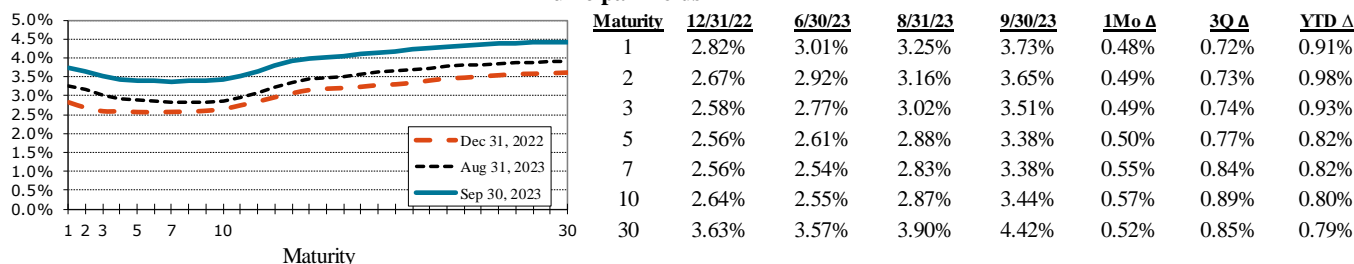 5.0%
4.5%
4.0%
3.5%
3.0%
2.5%
2.0%
1.5%
1.0%
0.5%
0.0%
Dec 31, 2022
Aug 31, 2023
Sep 30, 2023
1 2 3 5 7 10 30
Maturity
Maturity 12/31/22 6/30/23 8/31/23 9/30/23 1Mo Δ 3Q Δ YTD Δ
1 2.82% 3.01% 3.25% 3.73% 0.48% 0.72% 0.91%
2 2.67% 2.92% 3.16% 3.65% 0.49% 0.73% 0.98%
3 2.58% 2.77% 3.02% 3.51% 0.49% 0.74% 0.93%
5 2.56% 2.61% 2.88% 3.38% 0.50% 0.77% 0.82%
7 2.56% 2.54% 2.83% 3.38% 0.55% 0.84% 0.82%
10 2.64% 2.55% 2.87% 3.44% 0.57% 0.89% 0.80%
30 3.63% 3.57% 3.90% 4.42% 0.52% 0.85% 0.79%